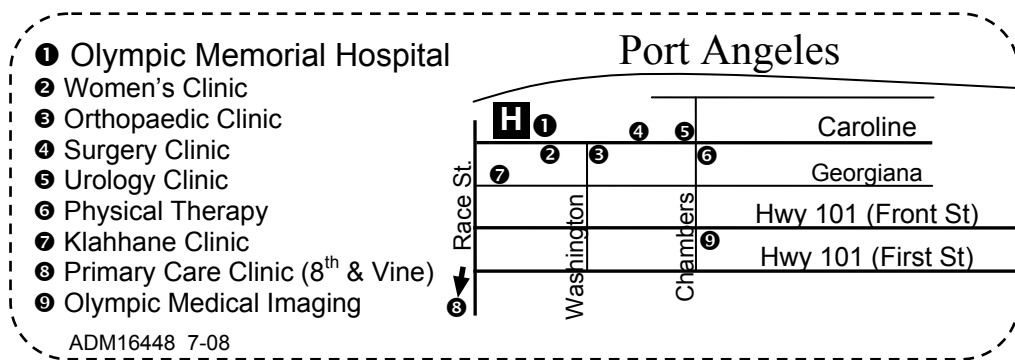 ❶ Olympic Memorial Hospital
❷ Women's Clinic
❸ Orthopaedic Clinic
❹ Surgery Clinic
❺ Urology Clinic
❻ Physical Therapy
❼ Klahhane Clinic
❽ Primary Care Clinic (8th & Vine)
❾ Olympic Medical Imaging
ADM16448 7-08
Port Angeles
H ❶
❹ ❺
Caroline
❷ ❸ ❻
❼
Georgiana
Hwy 101 (Front St)
❾
Hwy 101 (First St)
❽
Race St.
Washington
Chambers